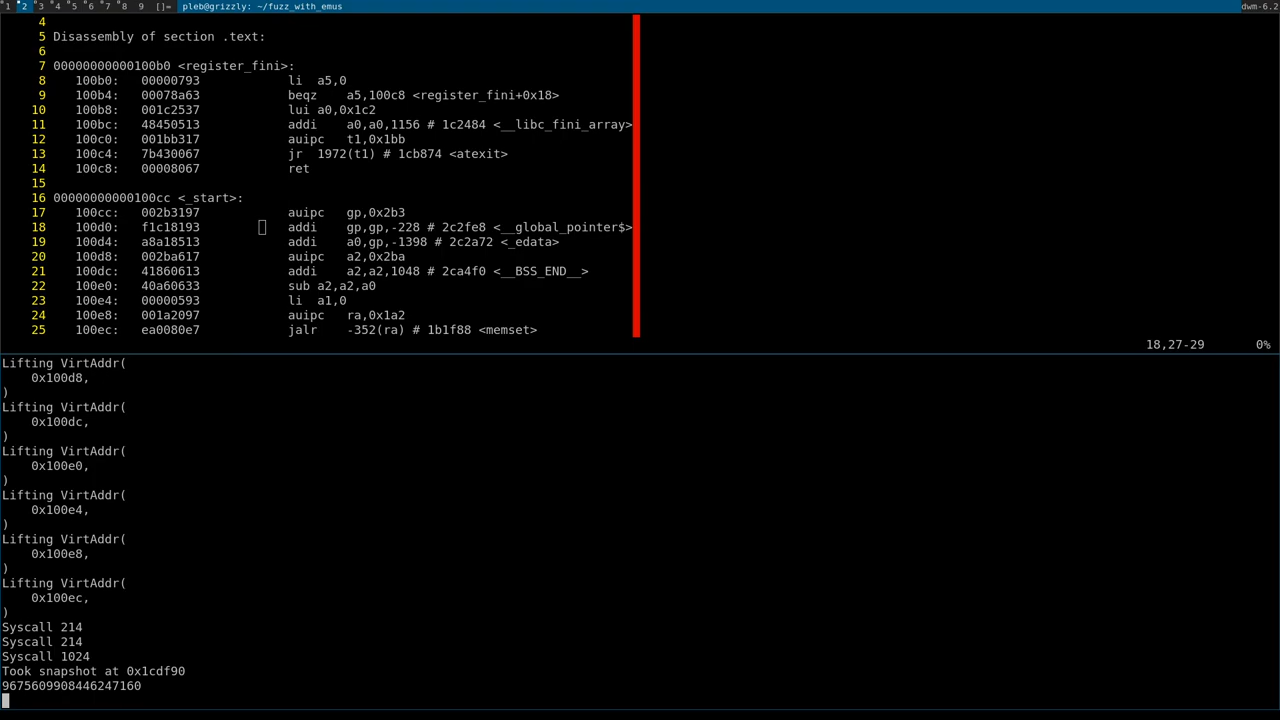 1 2 3 4 5 6 7 8 9 []= pleb@grizzly: ~/fuzz_with_emus dwm-6.2
4
5 Disassembly of section .text:
6
7 00000000000100b0 <register_fini>:
8 100b0: 00000793 li a5,0
9 100b4: 00078a63 beqz a5,100c8 <register_fini+0x18>
10 100b8: 001c2537 lui a0,0x1c2
11 100bc: 48450513 addi a0,a0,1156 # 1c2484 <__libc_fini_array>
12 100c0: 001bb317 auipc t1,0x1bb
13 100c4: 7b430067 jr 1972(t1) # 1cb874 <atexit>
14 100c8: 00008067 ret
15
16 00000000000100cc <_start>:
17 100cc: 002b3197 auipc gp,0x2b3
18 100d0: f1c18193 addi gp,gp,-228 # 2c2fe8 <__global_pointer$>
19 100d4: a8a18513 addi a0,gp,-1398 # 2c2a72 <_edata>
20 100d8: 002ba617 auipc a2,0x2ba
21 100dc: 41860613 addi a2,a2,1048 # 2ca4f0 <__BSS_END__>
22 100e0: 40a60633 sub a2,a2,a0
23 100e4: 00000593 li a1,0
24 100e8: 001a2097 auipc ra,0x1a2
25 100ec: ea0080e7 jalr -352(ra) # 1b1f88 <memset>
18,27-29 0%
Lifting VirtAddr(
0x100d8,
)
Lifting VirtAddr(
0x100dc,
)
Lifting VirtAddr(
0x100e0,
)
Lifting VirtAddr(
0x100e4,
)
Lifting VirtAddr(
0x100e8,
)
Lifting VirtAddr(
0x100ec,
)
Syscall 214
Syscall 214
Syscall 1024
Took snapshot at 0x1cdf90
9675609908446247160